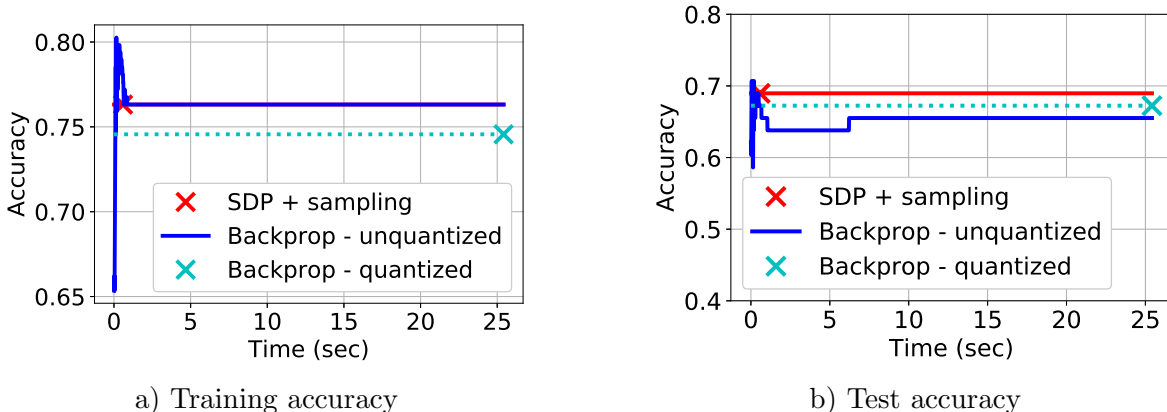 0.80
0.75
0.70
0.65
Accuracy
SDP + sampling
Backprop - unquantized
Backprop - quantized
0 5 10 15 20 25
Time (sec)
a) Training accuracy
0.8
0.7
0.6
0.5
0.4
Accuracy
SDP + sampling
Backprop - unquantized
Backprop - quantized
0 5 10 15 20 25
Time (sec)
b) Test accuracy